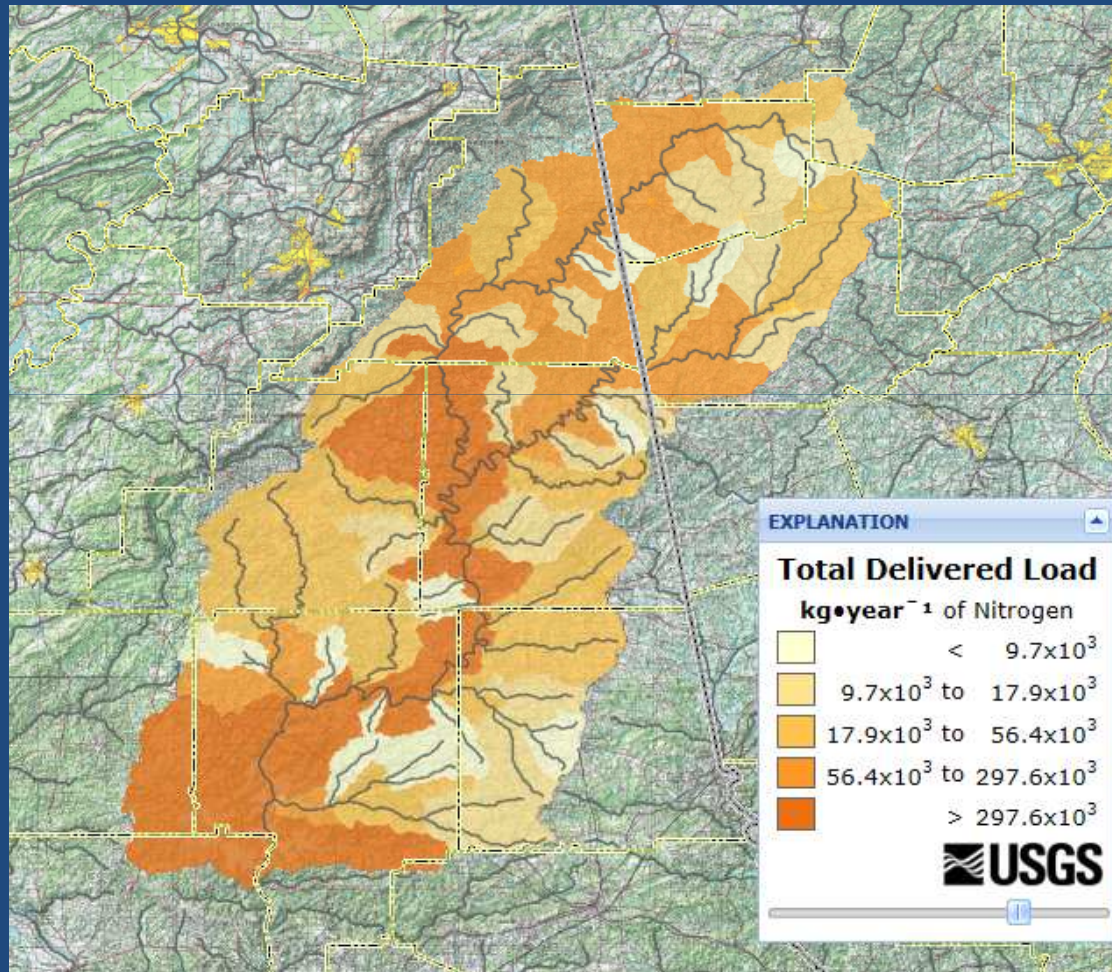 EXPLANATION
Total Delivered Load
kg•year⁻¹ of Nitrogen
< 9.7x10³
9.7x10³ to 17.9x10³
17.9x10³ to 56.4x10³
56.4x10³ to 297.6x10³
> 297.6x10³
USGS